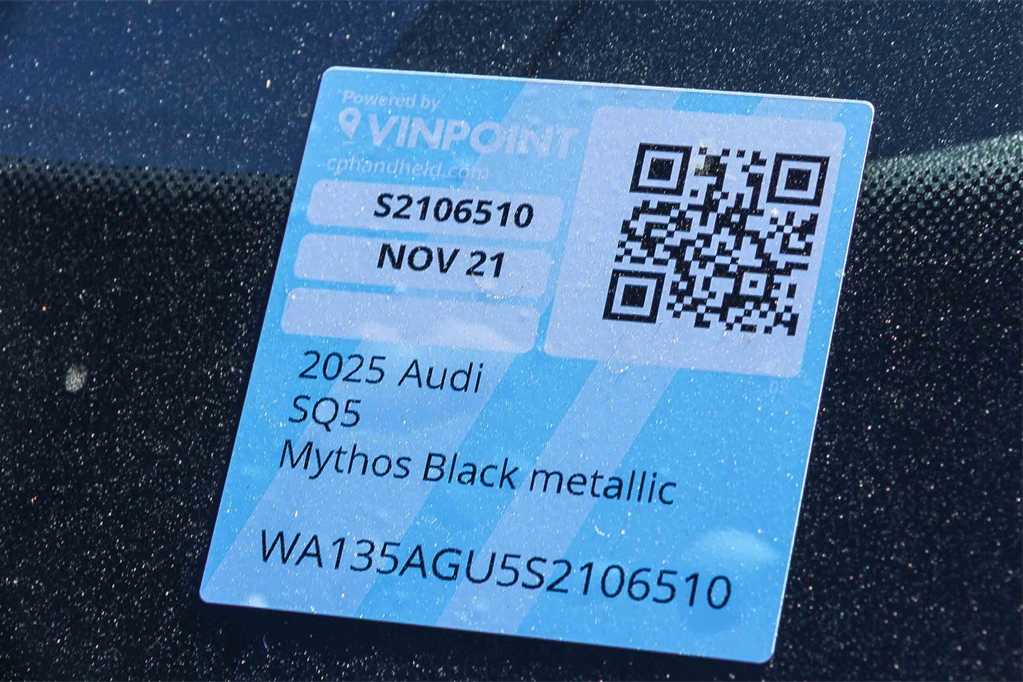 Powered by
VINPOINT
cphandheld.com
S2106510
NOV 21
2025 Audi
SQ5
Mythos Black metallic
WA135AGU5S2106510